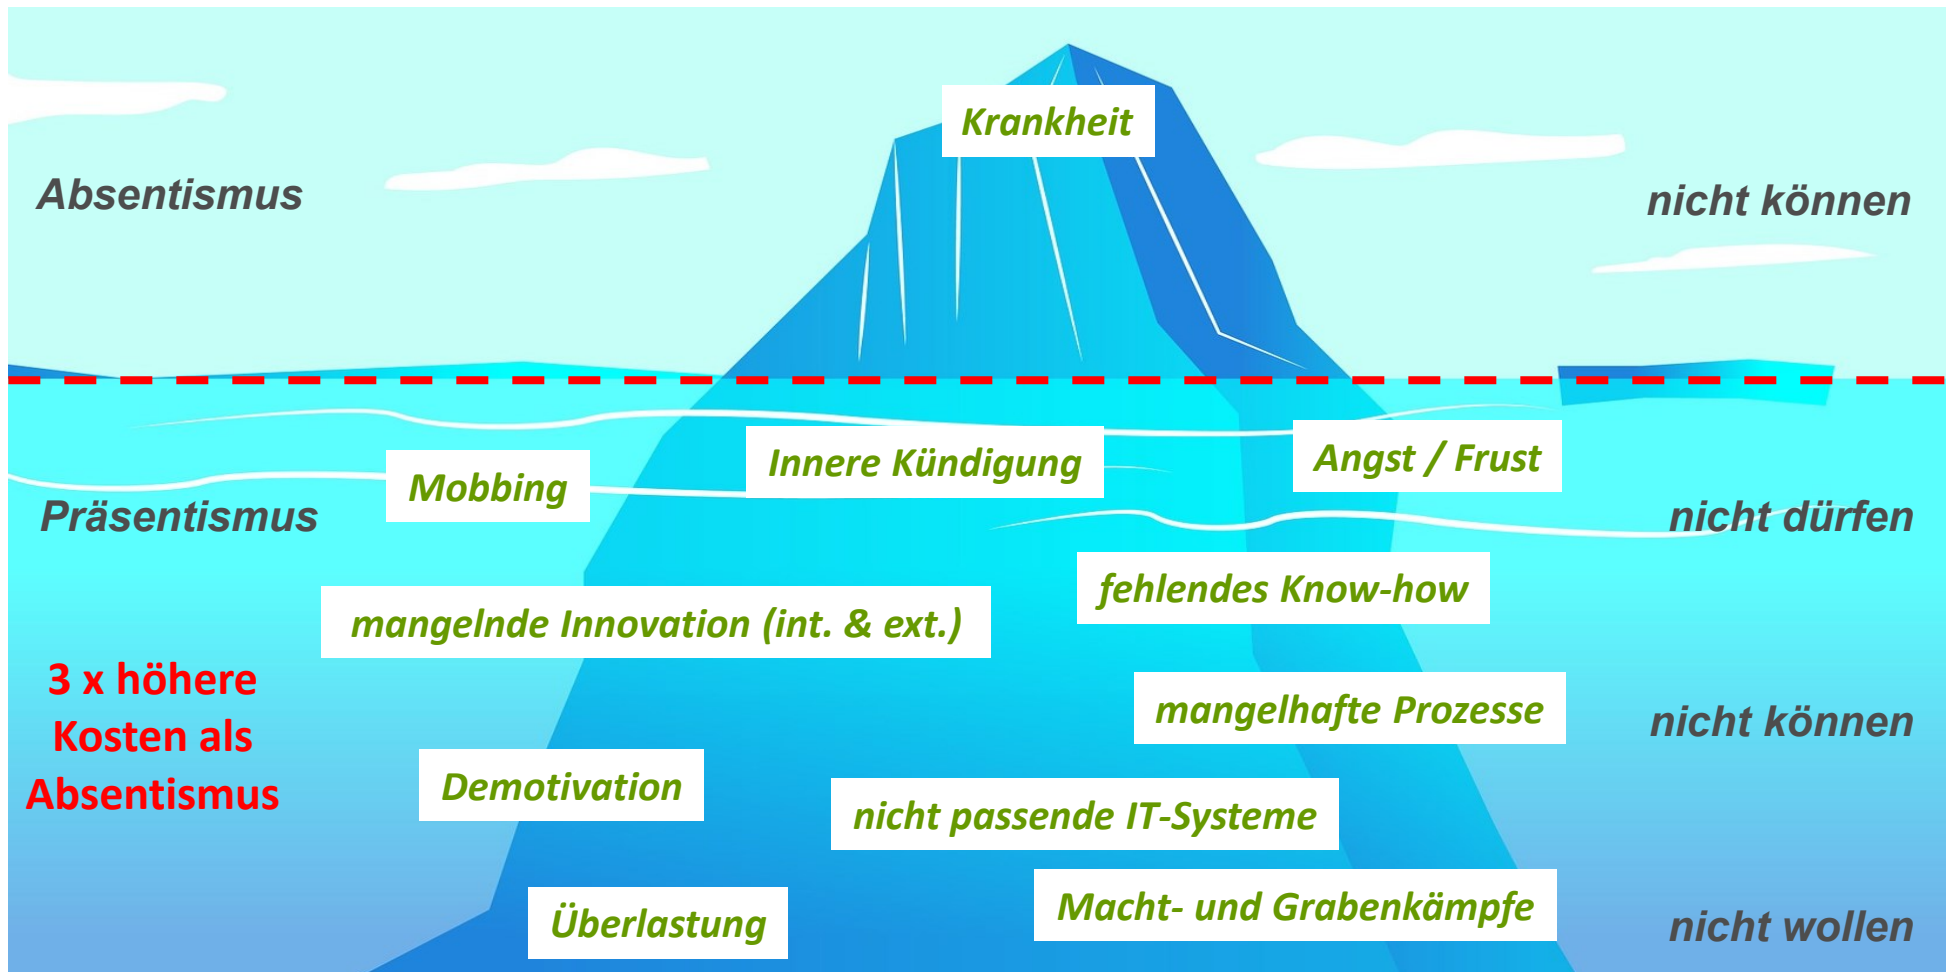 Krankheit
Absentismus
nicht können
Innere Kündigung
Angst / Frust
Mobbing
Präsentismus
nicht dürfen
fehlendes Know-how
mangelnde Innovation (int. & ext.)
3 x höhere
Kosten als
Absentismus
mangelhafte Prozesse
nicht können
Demotivation
nicht passende IT-Systeme
Überlastung
Macht- und Grabenkämpfe
nicht wollen